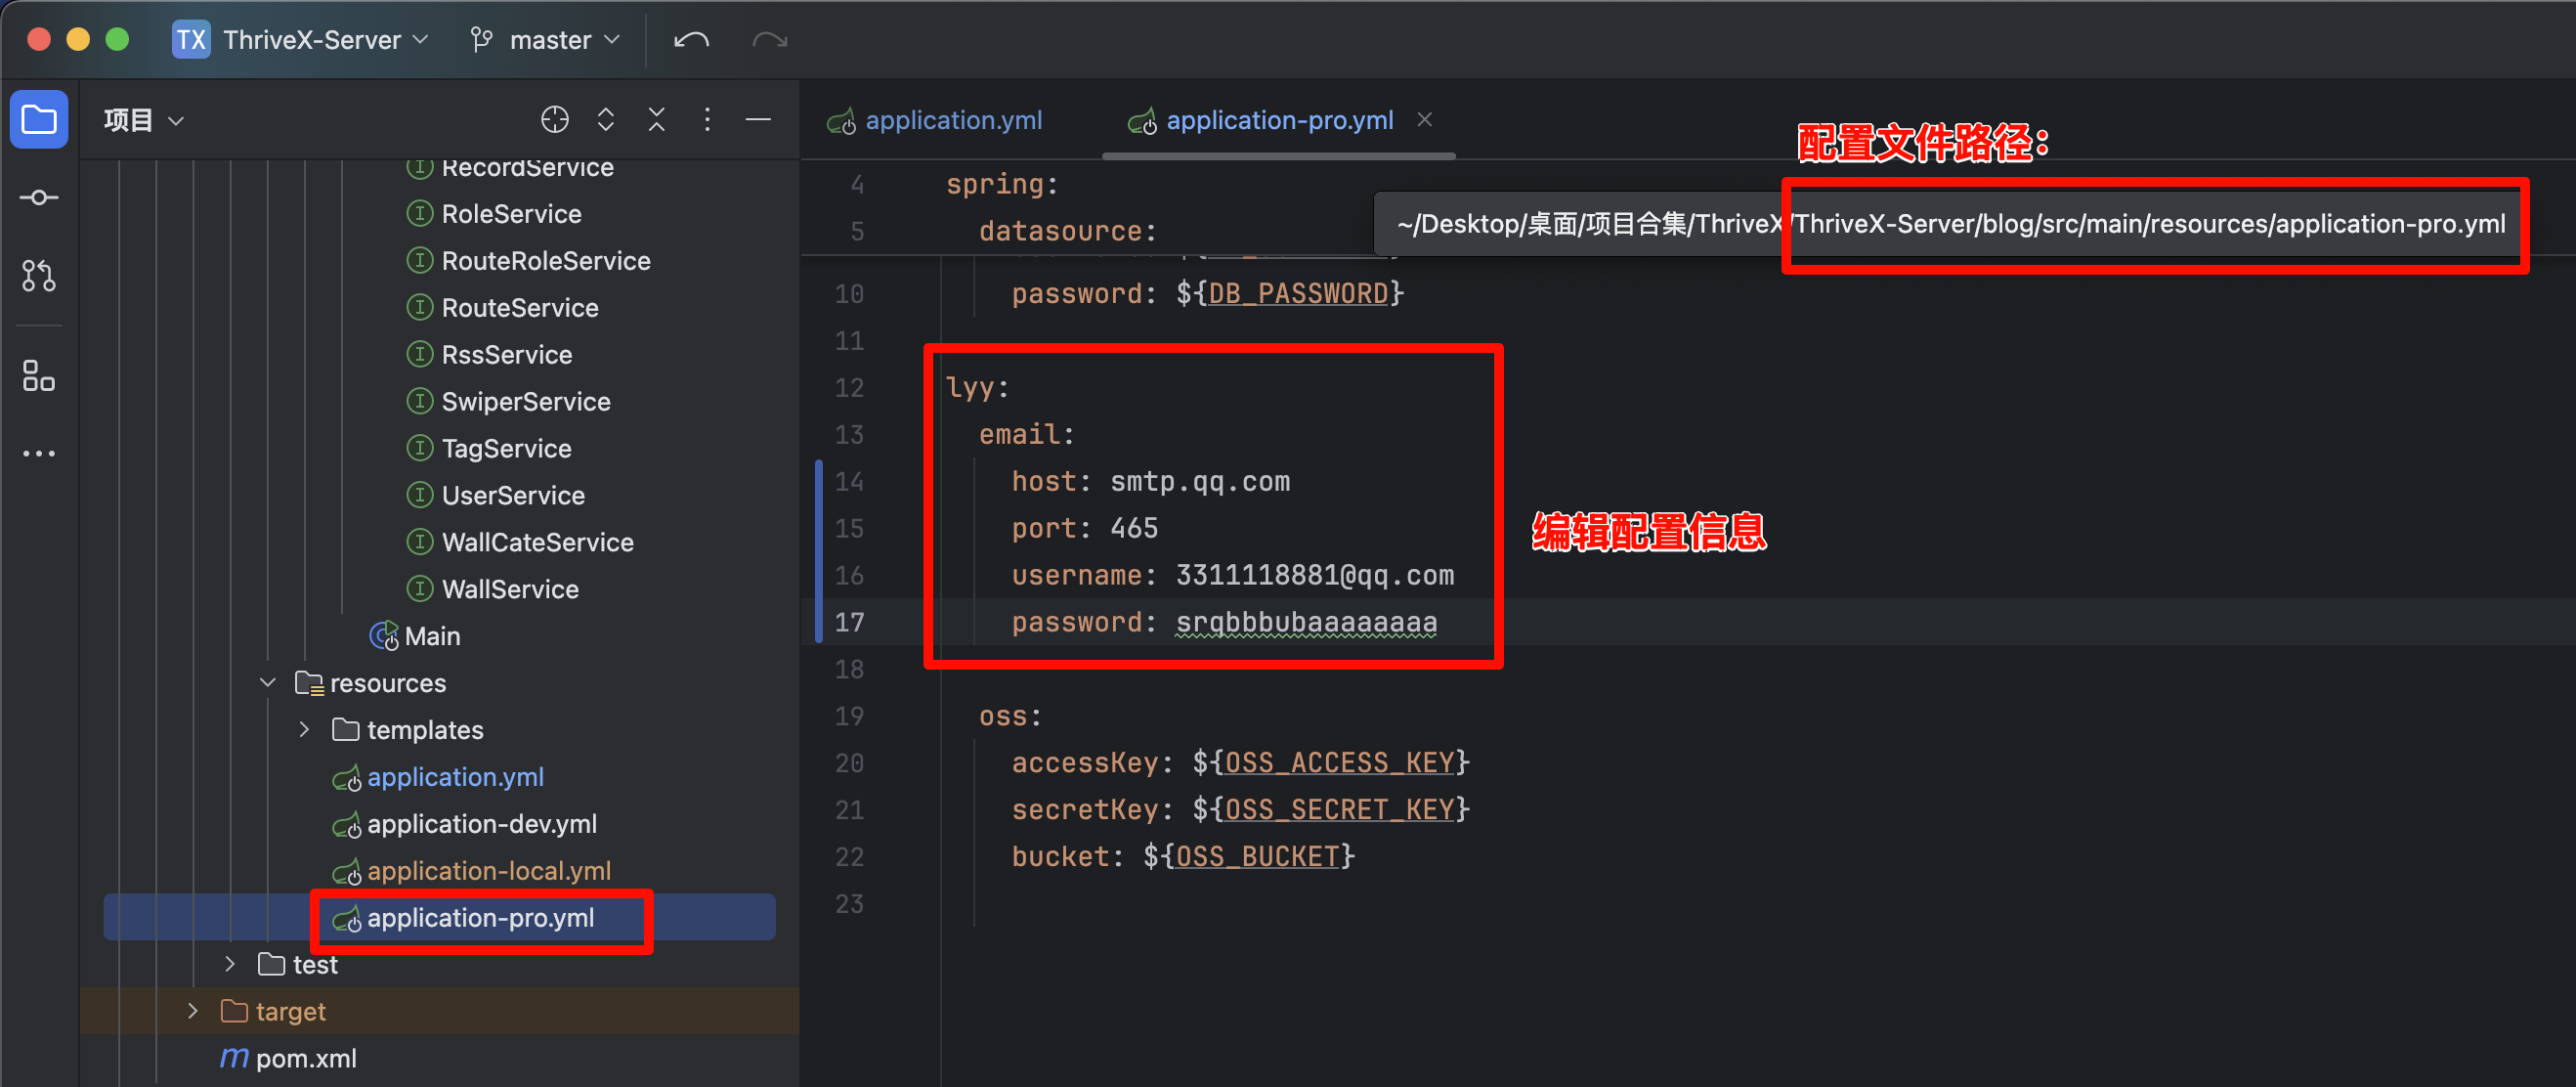 TX ThriveX-Server master
项目
RecordService
RoleService
RouteRoleService
RouteService
RssService
SwiperService
TagService
UserService
WallCateService
WallService
Main
resources
templates
application.yml
application-dev.yml
application-local.yml
application-pro.yml
test
target
m pom.xml
application.yml application-pro.yml
配置文件路径：
~/Desktop/桌面/项目合集/ThriveX/ThriveX-Server/blog/src/main/resources/application-pro.yml
4 spring:
5 datasource:
10 password: ${DB_PASSWORD}
11
12 lyy:
13 email:
14 host: smtp.qq.com
15 port: 465
16 username: 3311118881@qq.com
17 password: srqbbbubaaaaaaaa
18
19 oss:
20 accessKey: ${OSS_ACCESS_KEY}
21 secretKey: ${OSS_SECRET_KEY}
22 bucket: ${OSS_BUCKET}
23
编辑配置信息